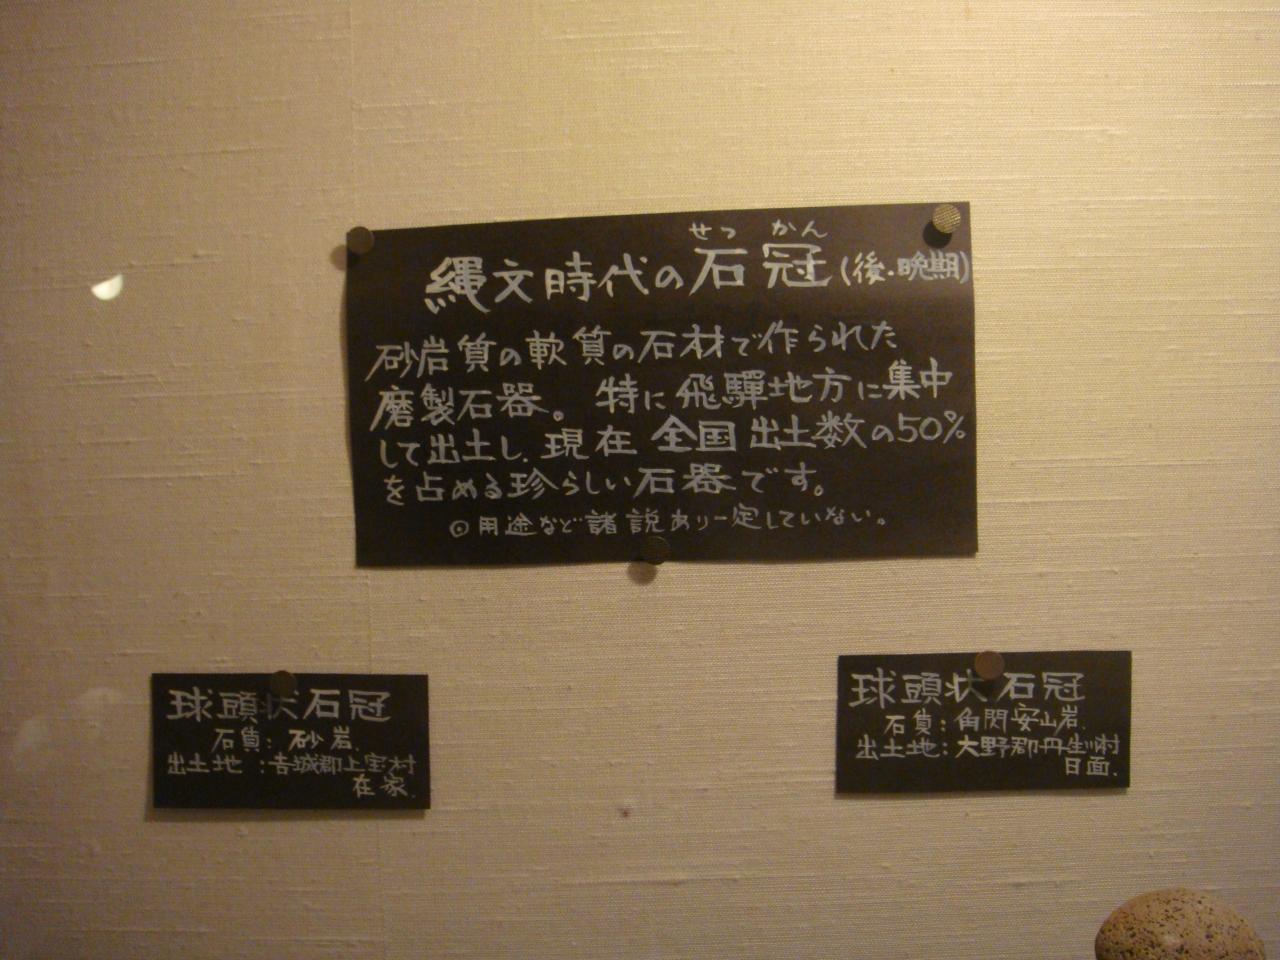 せっ かん
縄文時代の石冠(後・晩期)
砂岩質の軟質の石材で作られた
磨製石器。特に飛驒地方に集中
して出土し、現在 全国出土数の50%
を占める珍らしい石器です。
◎用途など諸説あり一定していない。
球頭状石冠
石質:砂岩.
出土地:吉城郡上宝村
在家.
球頭状石冠
石質:角閃安山岩.
出土地:大野郡丹生川村
日面.